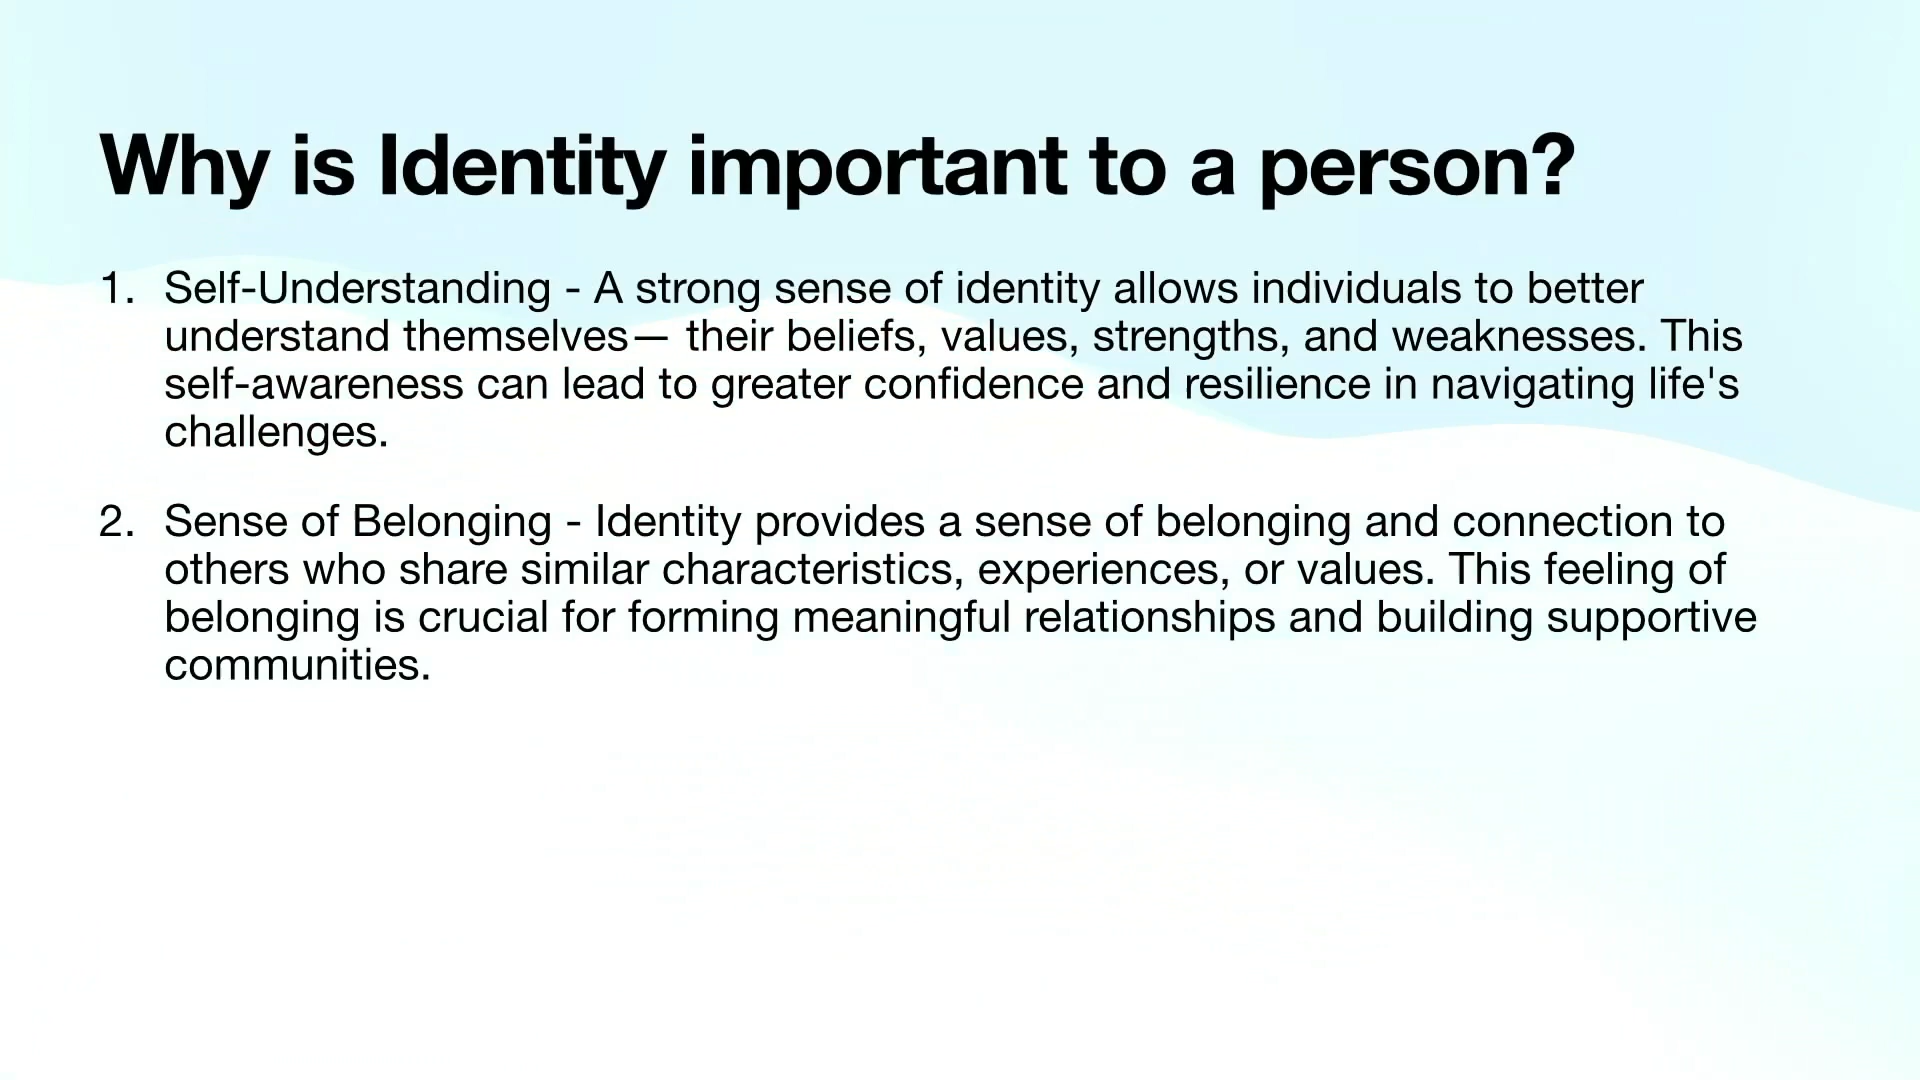 Why is Identity important to a person?
1. Self-Understanding - A strong sense of identity allows individuals to better
understand themselves— their beliefs, values, strengths, and weaknesses. This
self-awareness can lead to greater confidence and resilience in navigating life's
challenges.
2. Sense of Belonging - Identity provides a sense of belonging and connection to
others who share similar characteristics, experiences, or values. This feeling of
belonging is crucial for forming meaningful relationships and building supportive
communities.